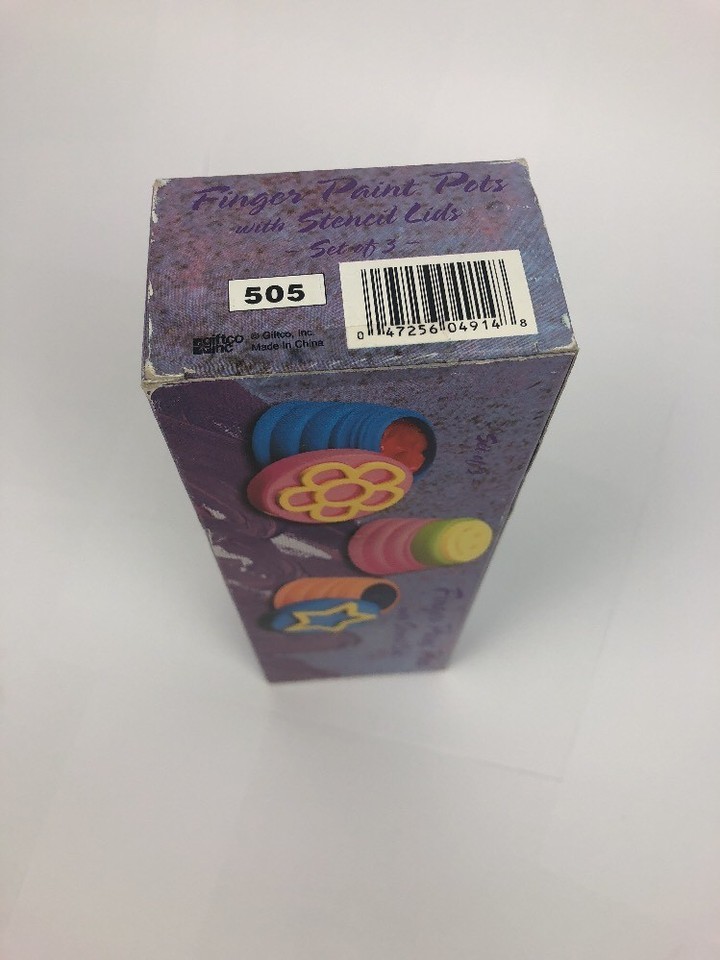 Finger Paint Pots
with Stencil Lids
- Set of 3 -
505
0 47256 04914 8
giftco inc
© Giftco, Inc.
Made in China